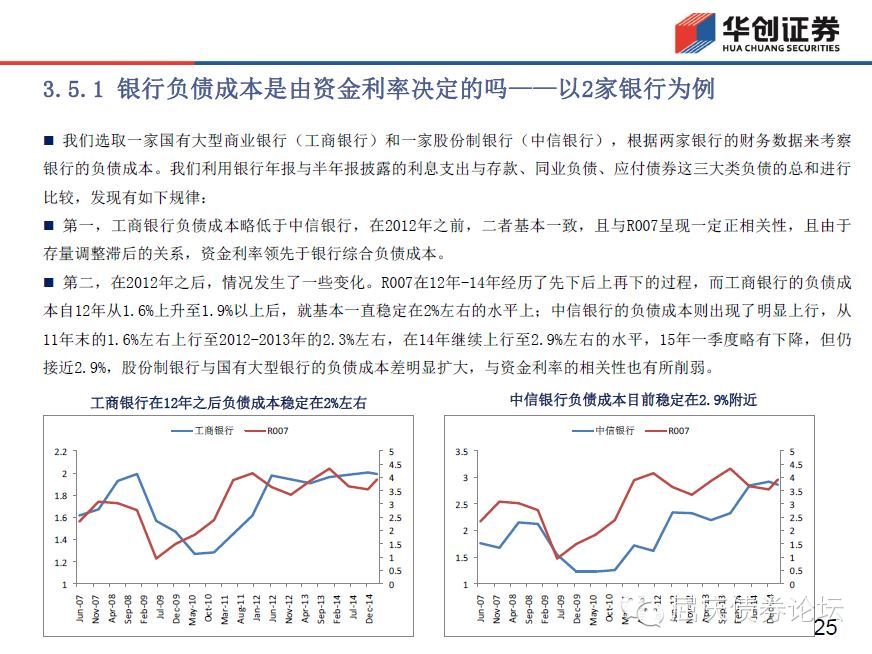 华创证券
HUA CHUANG SECURITIES
3.5.1 银行负债成本是由资金利率决定的吗——以2家银行为例
■ 我们选取一家国有大型商业银行（工商银行）和一家股份制银行（中信银行），根据两家银行的财务数据来考察
银行的负债成本。我们利用银行年报与半年报披露的利息支出与存款、同业负债、应付债券这三大类负债的总和进行
比较，发现有如下规律：
■ 第一，工商银行负债成本略低于中信银行，在2012年之前，二者基本一致，且与R007呈现一定正相关性，且由于
存量调整滞后的关系，资金利率领先于银行综合负债成本。
■ 第二，在2012年之后，情况发生了一些变化。R007在12年-14年经历了先下后上再下的过程，而工商银行的负债成
本自12年从1.6%上升至1.9%以上后，就基本一直稳定在2%左右的水平上；中信银行的负债成本则出现了明显上行，从
11年末的1.6%左右上行至2012-2013年的2.3%左右，在14年继续上行至2.9%左右的水平，15年一季度略有下降，但仍
接近2.9%，股份制银行与国有大型银行的负债成本差明显扩大，与资金利率的相关性也有所削弱。
工商银行在12年之后负债成本稳定在2%左右
工商银行 R007
2.2
2
1.8
1.6
1.4
1.2
1
5
4.5
4
3.5
3
2.5
2
1.5
1
0.5
0
Jun-07 Nov-07 Apr-08 Sep-08 Feb-09 Jul-09 Dec-09 May-10 Oct-10 Mar-11 Aug-11 Jan-12 Jun-12 Nov-12 Apr-13 Sep-13 Feb-14 Jul-14 Dec-14
中信银行负债成本目前稳定在2.9%附近
中信银行 R007
3.5
3
2.5
2
1.5
1
5
4.5
4
3.5
3
2.5
2
1.5
1
0.5
0
Jun-07 Nov-07 Apr-08 Sep-08 Feb-09 Jul-09 Dec-09 May-10 Oct-10
屈庆债券论坛
25